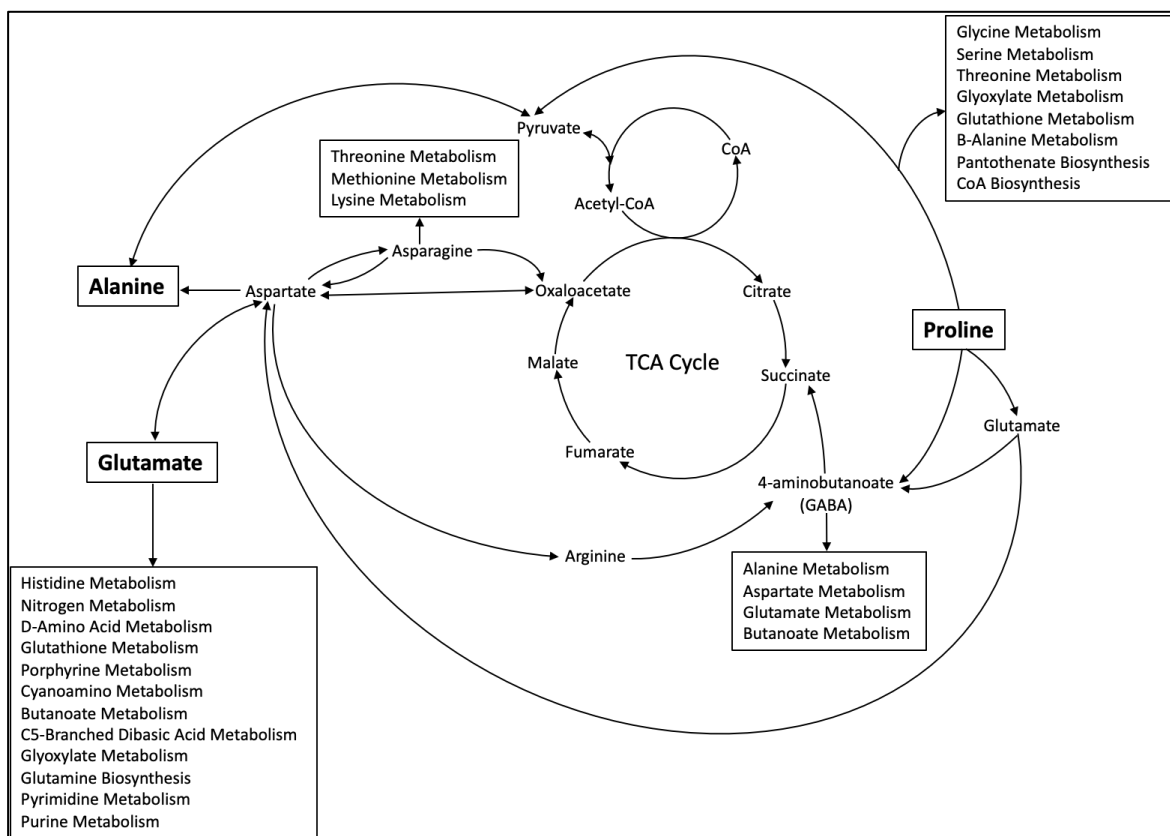 Glycine Metabolism
Serine Metabolism
Threonine Metabolism
Glyoxylate Metabolism
Glutathione Metabolism
B-Alanine Metabolism
Pantothenate Biosynthesis
CoA Biosynthesis
Pyruvate
CoA
Threonine Metabolism
Methionine Metabolism
Lysine Metabolism
Acetyl-CoA
Asparagine
Alanine
Aspartate
Oxaloacetate
Citrate
Proline
Malate
TCA Cycle
Succinate
Glutamate
Fumarate
Glutamate
4-aminobutanoate
(GABA)
Arginine
Alanine Metabolism
Aspartate Metabolism
Glutamate Metabolism
Butanoate Metabolism
Histidine Metabolism
Nitrogen Metabolism
D-Amino Acid Metabolism
Glutathione Metabolism
Porphyrine Metabolism
Cyanoamino Metabolism
Butanoate Metabolism
C5-Branched Dibasic Acid Metabolism
Glyoxylate Metabolism
Glutamine Biosynthesis
Pyrimidine Metabolism
Purine Metabolism